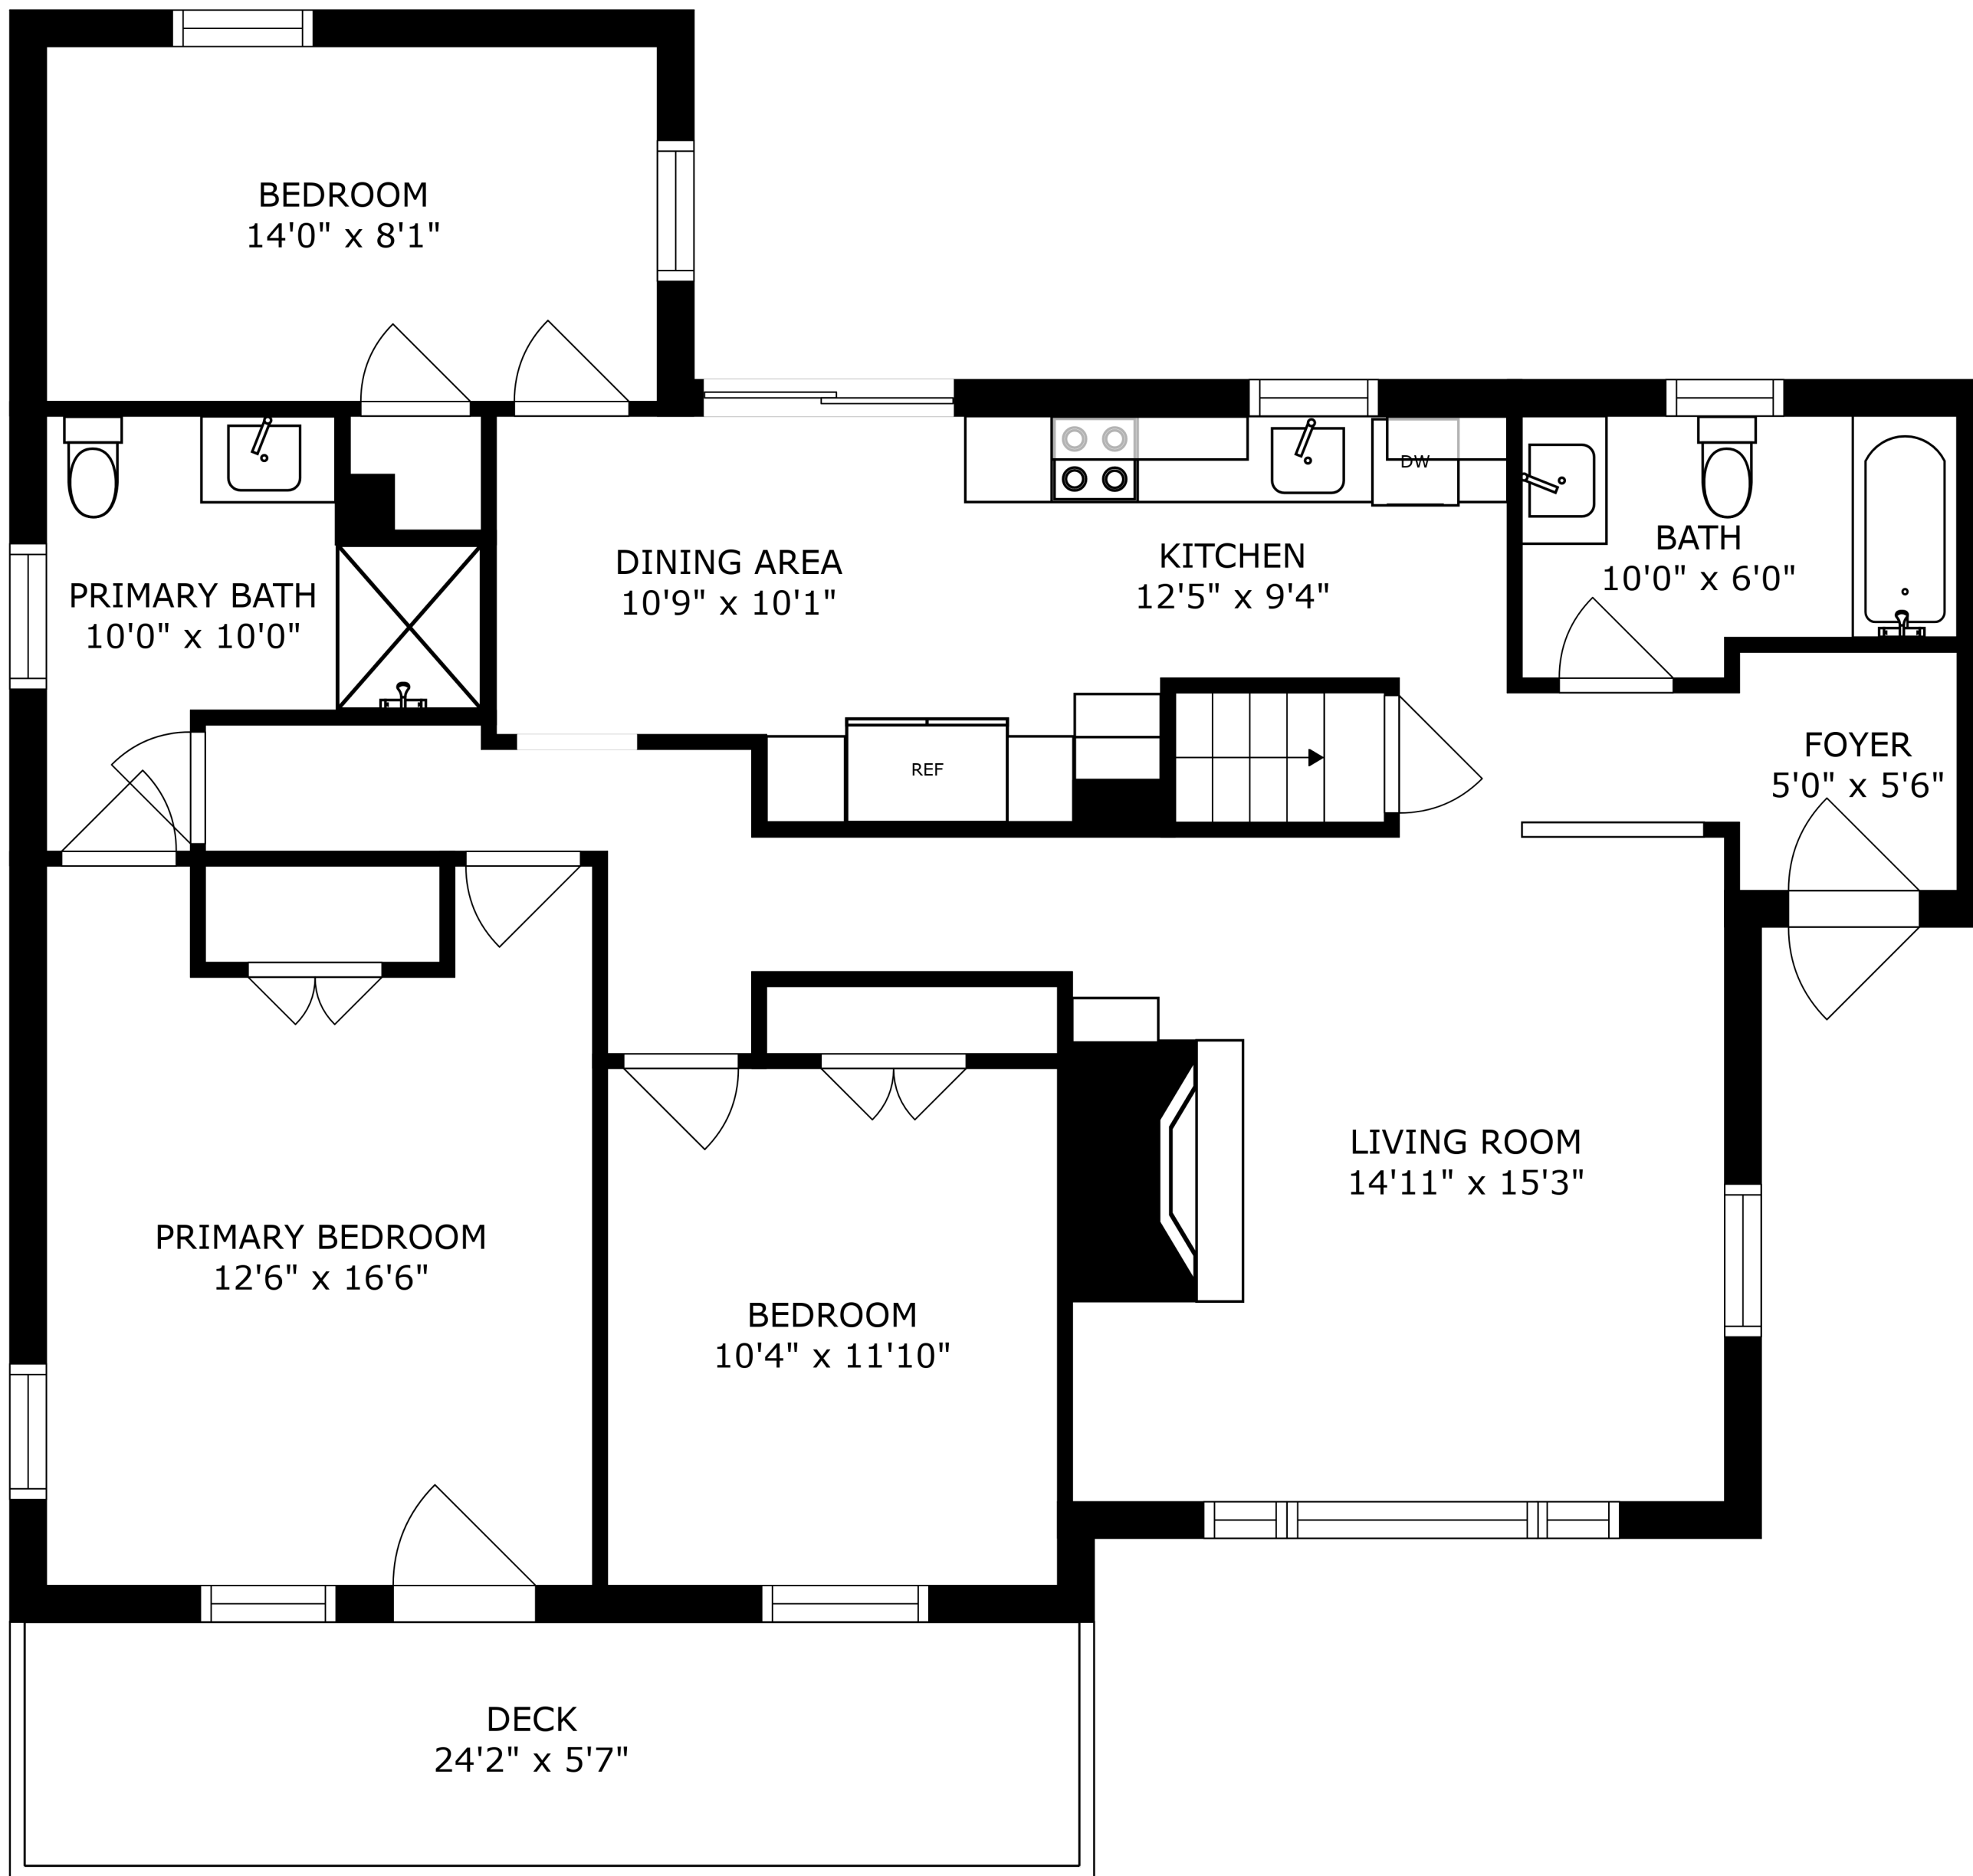 BEDROOM
14'0" x 8'1"
DW
BATH
10'0" x 6'0"
DINING AREA
10'9" x 10'1"
KITCHEN
12'5" x 9'4"
PRIMARY BATH
10'0" x 10'0"
FOYER
5'0" x 5'6"
REF
LIVING ROOM
14'11" x 15'3"
PRIMARY BEDROOM
12'6" x 16'6"
BEDROOM
10'4" x 11'10"
DECK
24'2" x 5'7"